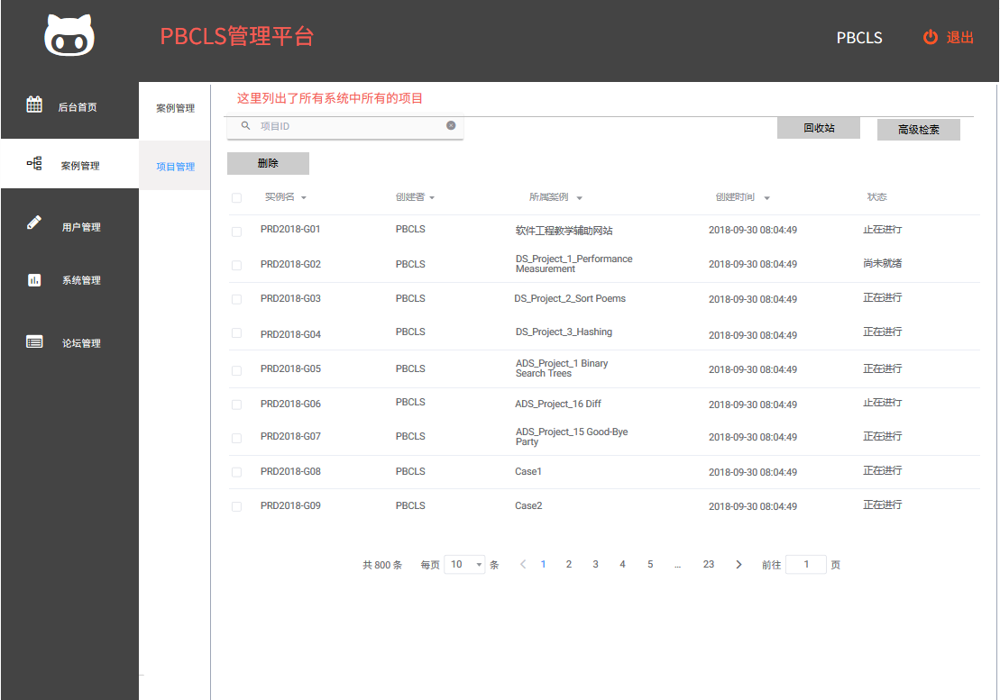 PBCLS管理平台
PBCLS
退出
后台首页
案例管理
用户管理
系统管理
论坛管理
案例管理
项目管理
这里列出了所有系统中所有的项目
项目ID
回收站
高级检索
删除
实例名 创建者 所属案例 创建时间 状态
PRD2018-G01 PBCLS 软件工程教学辅助网站 2018-09-30 08:04:49 正在进行
PRD2018-G02 PBCLS DS_Project_1_Performance 2018-09-30 08:04:49 尚未就绪
Measurement
PRD2018-G03 PBCLS DS_Project_2_Sort Poems 2018-09-30 08:04:49 正在进行
PRD2018-G04 PBCLS DS_Project_3_Hashing 2018-09-30 08:04:49 正在进行
PRD2018-G05 PBCLS ADS_Project_1 Binary 2018-09-30 08:04:49 正在进行
Search Trees
PRD2018-G06 PBCLS ADS_Project_16 Diff 2018-09-30 08:04:49 正在进行
PRD2018-G07 PBCLS ADS_Project_15 Good-Bye 2018-09-30 08:04:49 正在进行
Party
PRD2018-G08 PBCLS Case1 2018-09-30 08:04:49 正在进行
PRD2018-G09 PBCLS Case2 2018-09-30 08:04:49 正在进行
共 800 条 每页 10 条 1 2 3 4 5 ... 23 前往 1 页